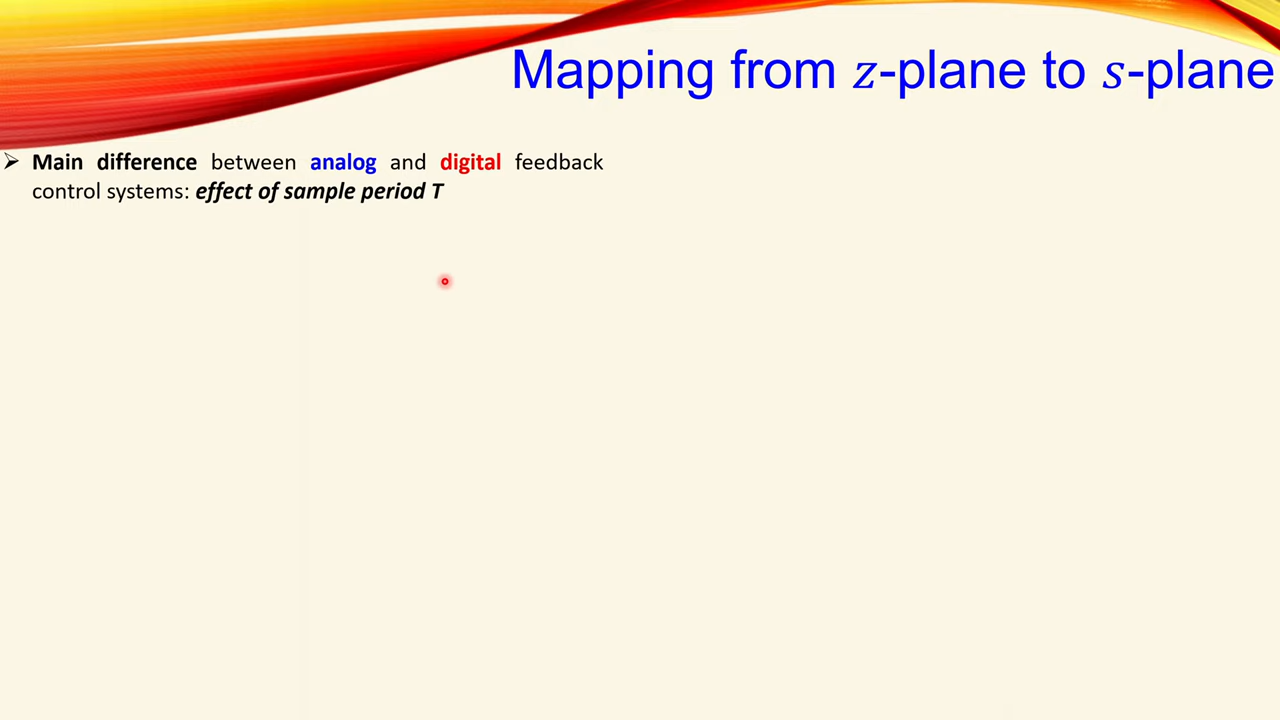 Mapping from z-plane to s-plane
➢ Main difference between analog and digital feedback
control systems: effect of sample period T